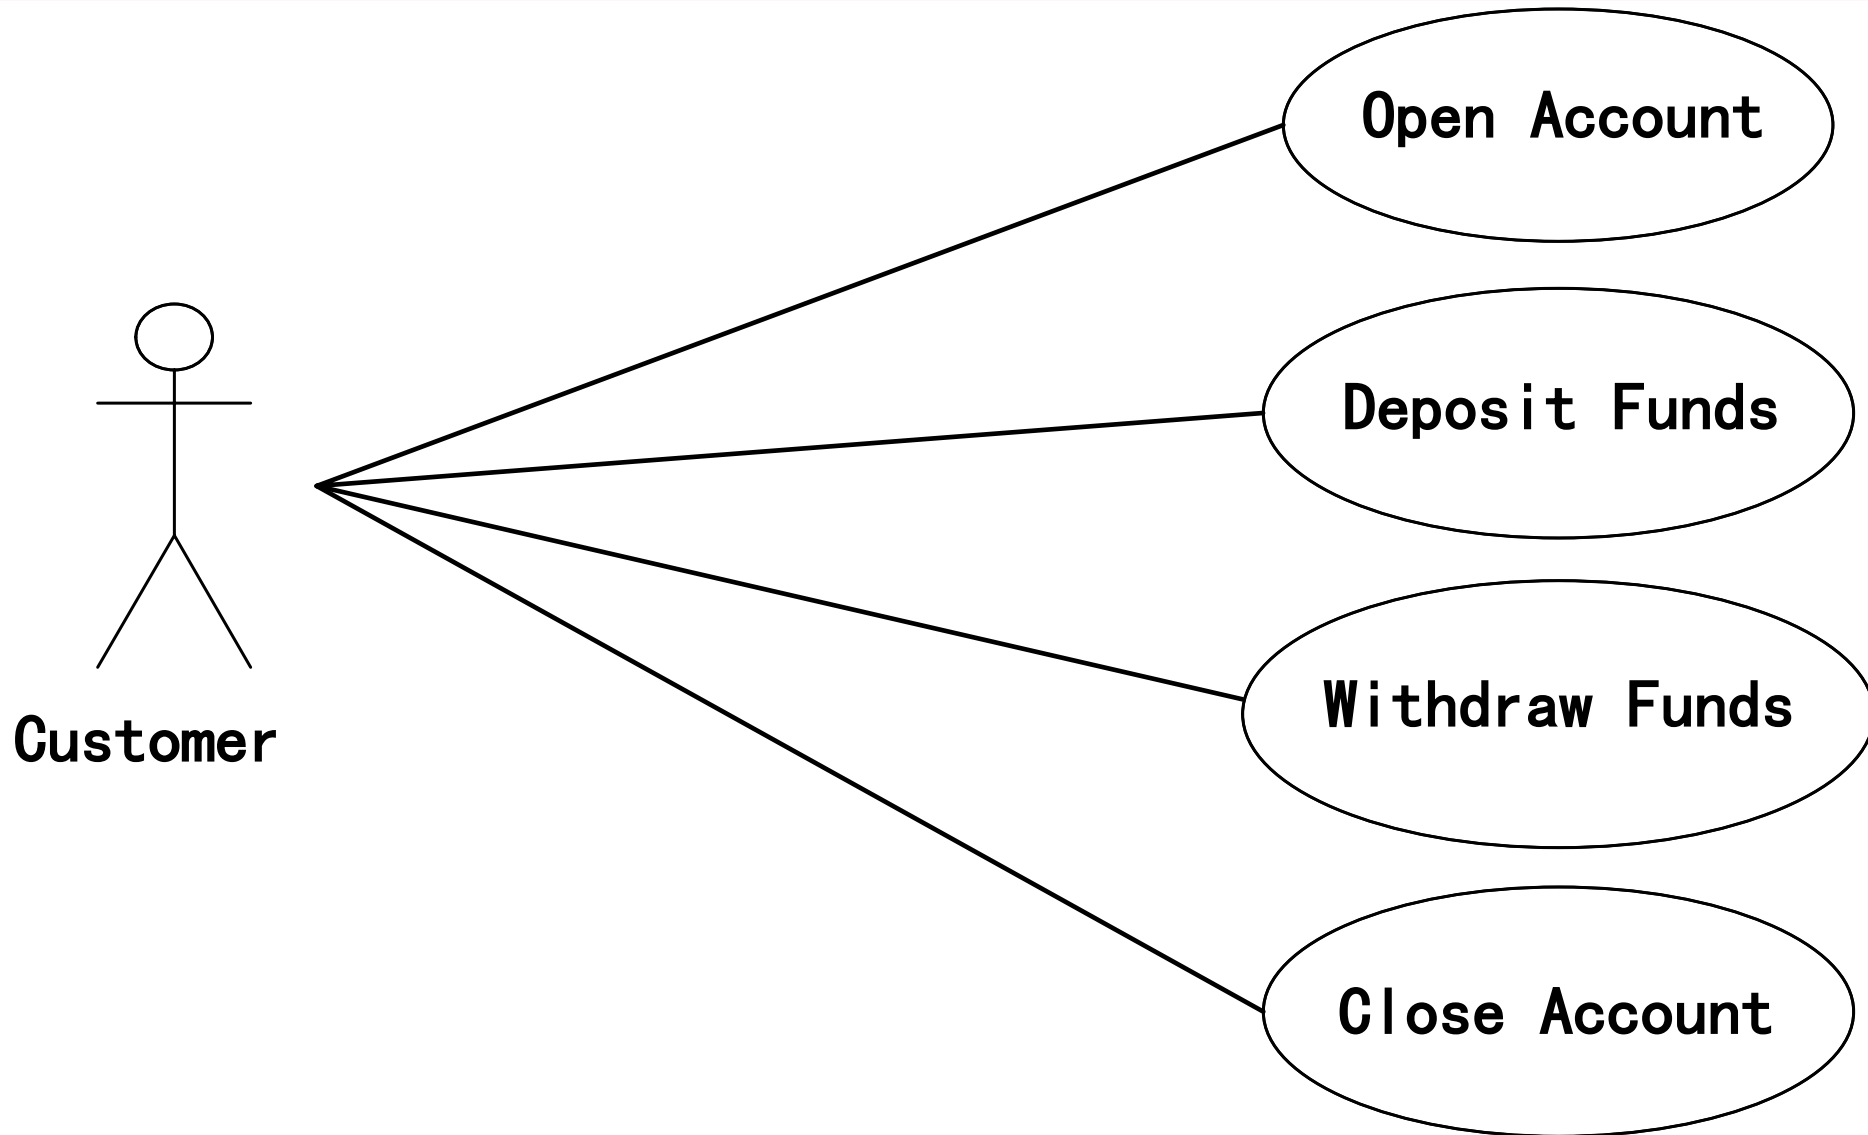 Open Account
Deposit Funds
Withdraw Funds
Customer
Close Account